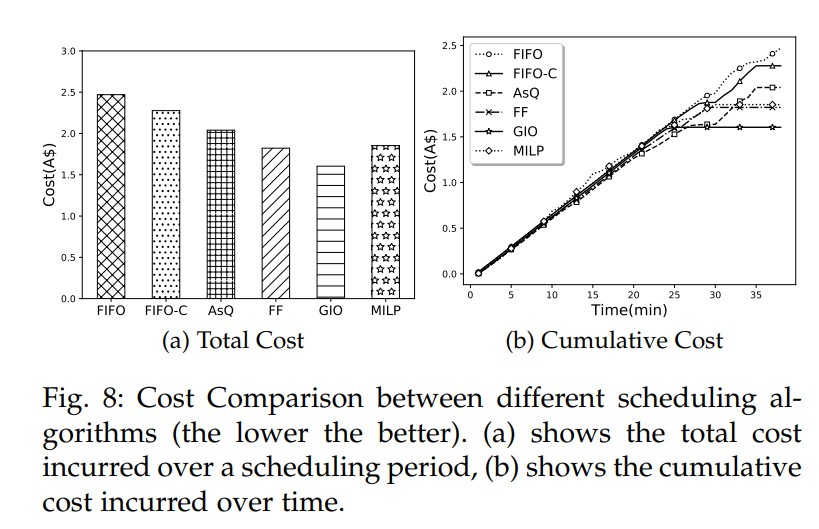 3.0
2.5
2.0
1.5
1.0
0.5
0.0
Cost(A$)
FIFO FIFO-C AsQ FF GIO MILP
(a) Total Cost
2.5
2.0
1.5
1.0
0.5
0.0
Cost(A$)
FIFO
FIFO-C
AsQ
FF
GIO
MILP
0 5 10 15 20 25 30 35
Time(min)
(b) Cumulative Cost
Fig. 8: Cost Comparison between different scheduling al-
gorithms (the lower the better). (a) shows the total cost
incurred over a scheduling period, (b) shows the cumulative
cost incurred over time.